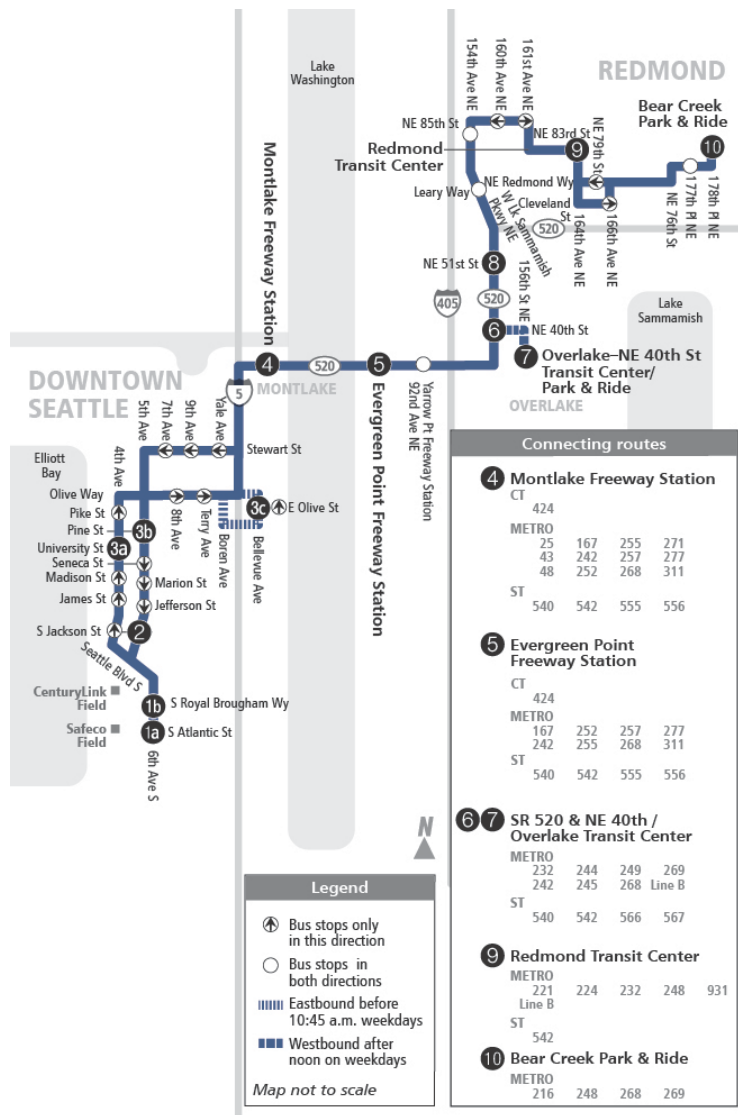 Lake
Washington
154th Ave NE
160th Ave NE
161st Ave NE
REDMOND
Bear Creek
Park & Ride
NE 85th St
NE 83rd St
9
NE 79th St
10
Redmond
Transit Center
Leary Way
NE Redmond Wy
Cleveland
St
W Lk Sammamish
Pkwy NE
520
164th Ave NE
166th Ave NE
NE 76th St
177th Pl NE
178th Pl NE
Montlake Freeway Station
NE 51st St
8
156th St NE
405
520
Lake
Sammamish
6
NE 40th St
7
Overlake–NE 40th St
Transit Center/
Park & Ride
OVERLAKE
4
520
5
MONTLAKE
5
Evergreen Point Freeway Station
Yarrow Pt Freeway Station
92nd Ave NE
DOWNTOWN
SEATTLE
4th Ave
5th Ave
7th Ave
9th Ave
Yale Ave
Stewart St
Elliott
Bay
Olive Way
Pike St
Pine St
3b
University St
3a
Seneca St
Madison St
Marion St
James St
Jefferson St
S Jackson St
2
8th Ave
Terry Ave
Boren Ave
Bellevue Ave
3c
E Olive St
Seattle Blvd S
CenturyLink
Field
1b
S Royal Brougham Wy
Safeco
Field
1a
S Atlantic St
6th Ave S
N
Legend
Bus stops only
in this direction
Bus stops in
both directions
Eastbound before
10:45 a.m. weekdays
Westbound after
noon on weekdays
Map not to scale
Connecting routes
4 Montlake Freeway Station
CT
424
METRO
25 167 255 271
43 242 257 277
48 252 268 311
ST
540 542 555 556
5 Evergreen Point
Freeway Station
CT
424
METRO
167 252 257 277
242 255 268 311
ST
540 542 555 556
6 7 SR 520 & NE 40th /
Overlake Transit Center
METRO
232 244 249 269
242 245 268 Line B
ST
540 542 566 567
9 Redmond Transit Center
METRO
221 224 232 248 931
Line B
ST
542
10 Bear Creek Park & Ride
METRO
216 248 268 269